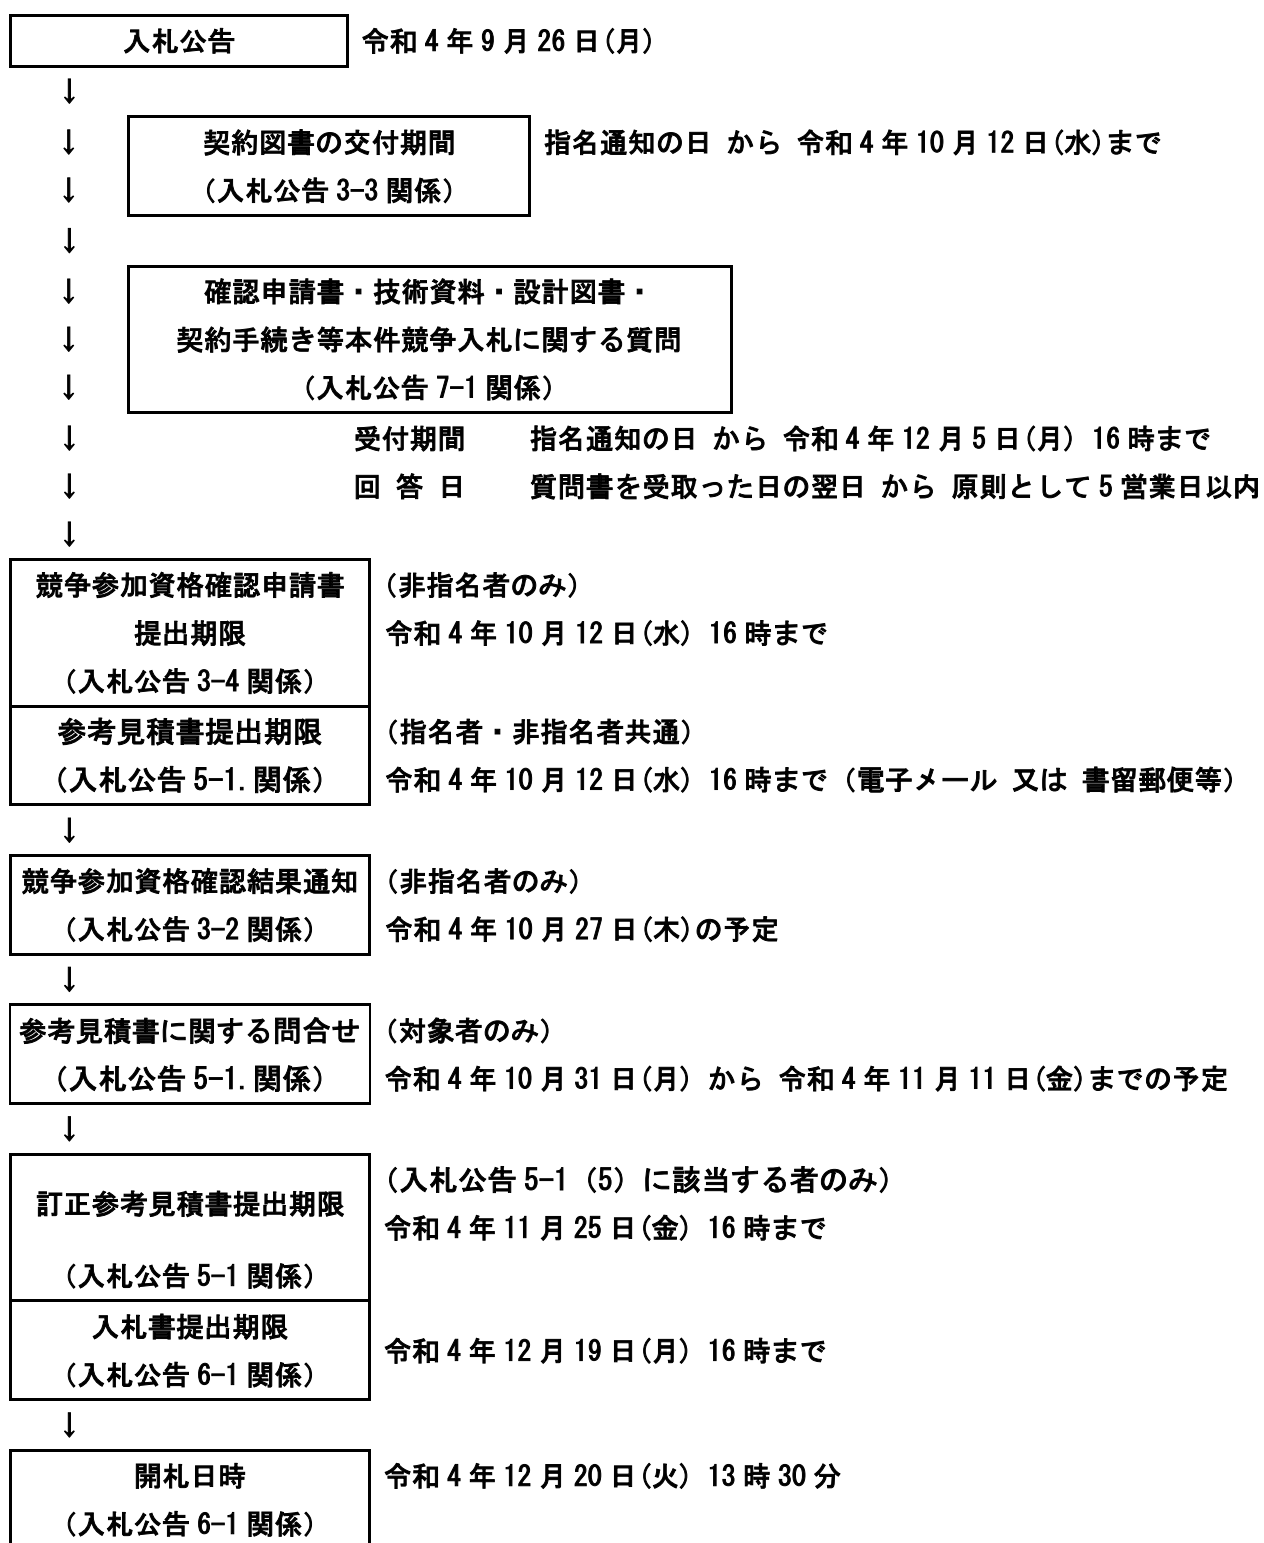 入札公告 令和4年9月26日(月)
↓
↓ 契約図書の交付期間 指名通知の日 から 令和4年10月12日(水)まで
↓ (入札公告3-3関係)
↓
↓ 確認申請書・技術資料・設計図書・
↓ 契約手続き等本件競争入札に関する質問
↓ (入札公告7-1関係)
↓ 受付期間 指名通知の日 から 令和4年12月5日(月) 16時まで
↓ 回 答 日 質問書を受取った日の翌日 から 原則として5営業日以内
↓
競争参加資格確認申請書 (非指名者のみ)
提出期限 令和4年10月12日(水) 16時まで
(入札公告3-4関係)
参考見積書提出期限 (指名者・非指名者共通)
(入札公告5-1.関係) 令和4年10月12日(水) 16時まで (電子メール 又は 書留郵便等)
↓
競争参加資格確認結果通知 (非指名者のみ)
(入札公告3-2関係) 令和4年10月27日(木)の予定
↓
参考見積書に関する問合せ (対象者のみ)
(入札公告5-1.関係) 令和4年10月31日(月) から 令和4年11月11日(金)までの予定
↓
(入札公告5-1 (5) に該当する者のみ)
訂正参考見積書提出期限
令和4年11月25日(金) 16時まで
(入札公告5-1関係)
入札書提出期限
令和4年12月19日(月) 16時まで
(入札公告6-1関係)
↓
開札日時 令和4年12月20日(火) 13時30分
(入札公告6-1関係)